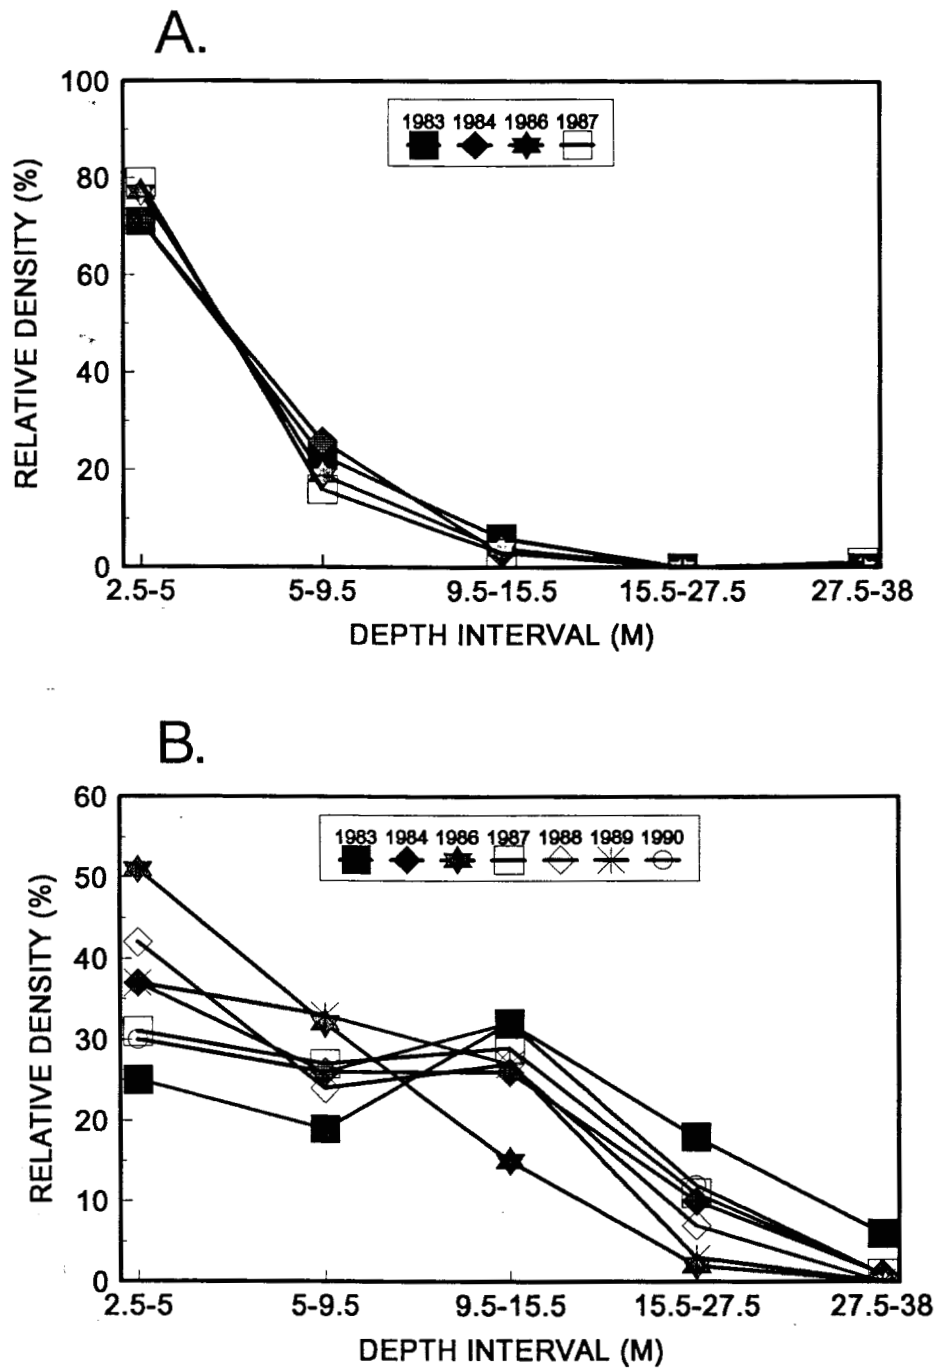 A.
100
80
60
40
20
0
RELATIVE DENSITY (%)
1983 1984 1986 1987
2.5-5 5-9.5 9.5-15.5 15.5-27.5 27.5-38
DEPTH INTERVAL (M)
B.
60
50
40
30
20
10
0
RELATIVE DENSITY (%)
1983 1984 1986 1987 1988 1989 1990
2.5-5 5-9.5 9.5-15.5 15.5-27.5 27.5-38
DEPTH INTERVAL (M)